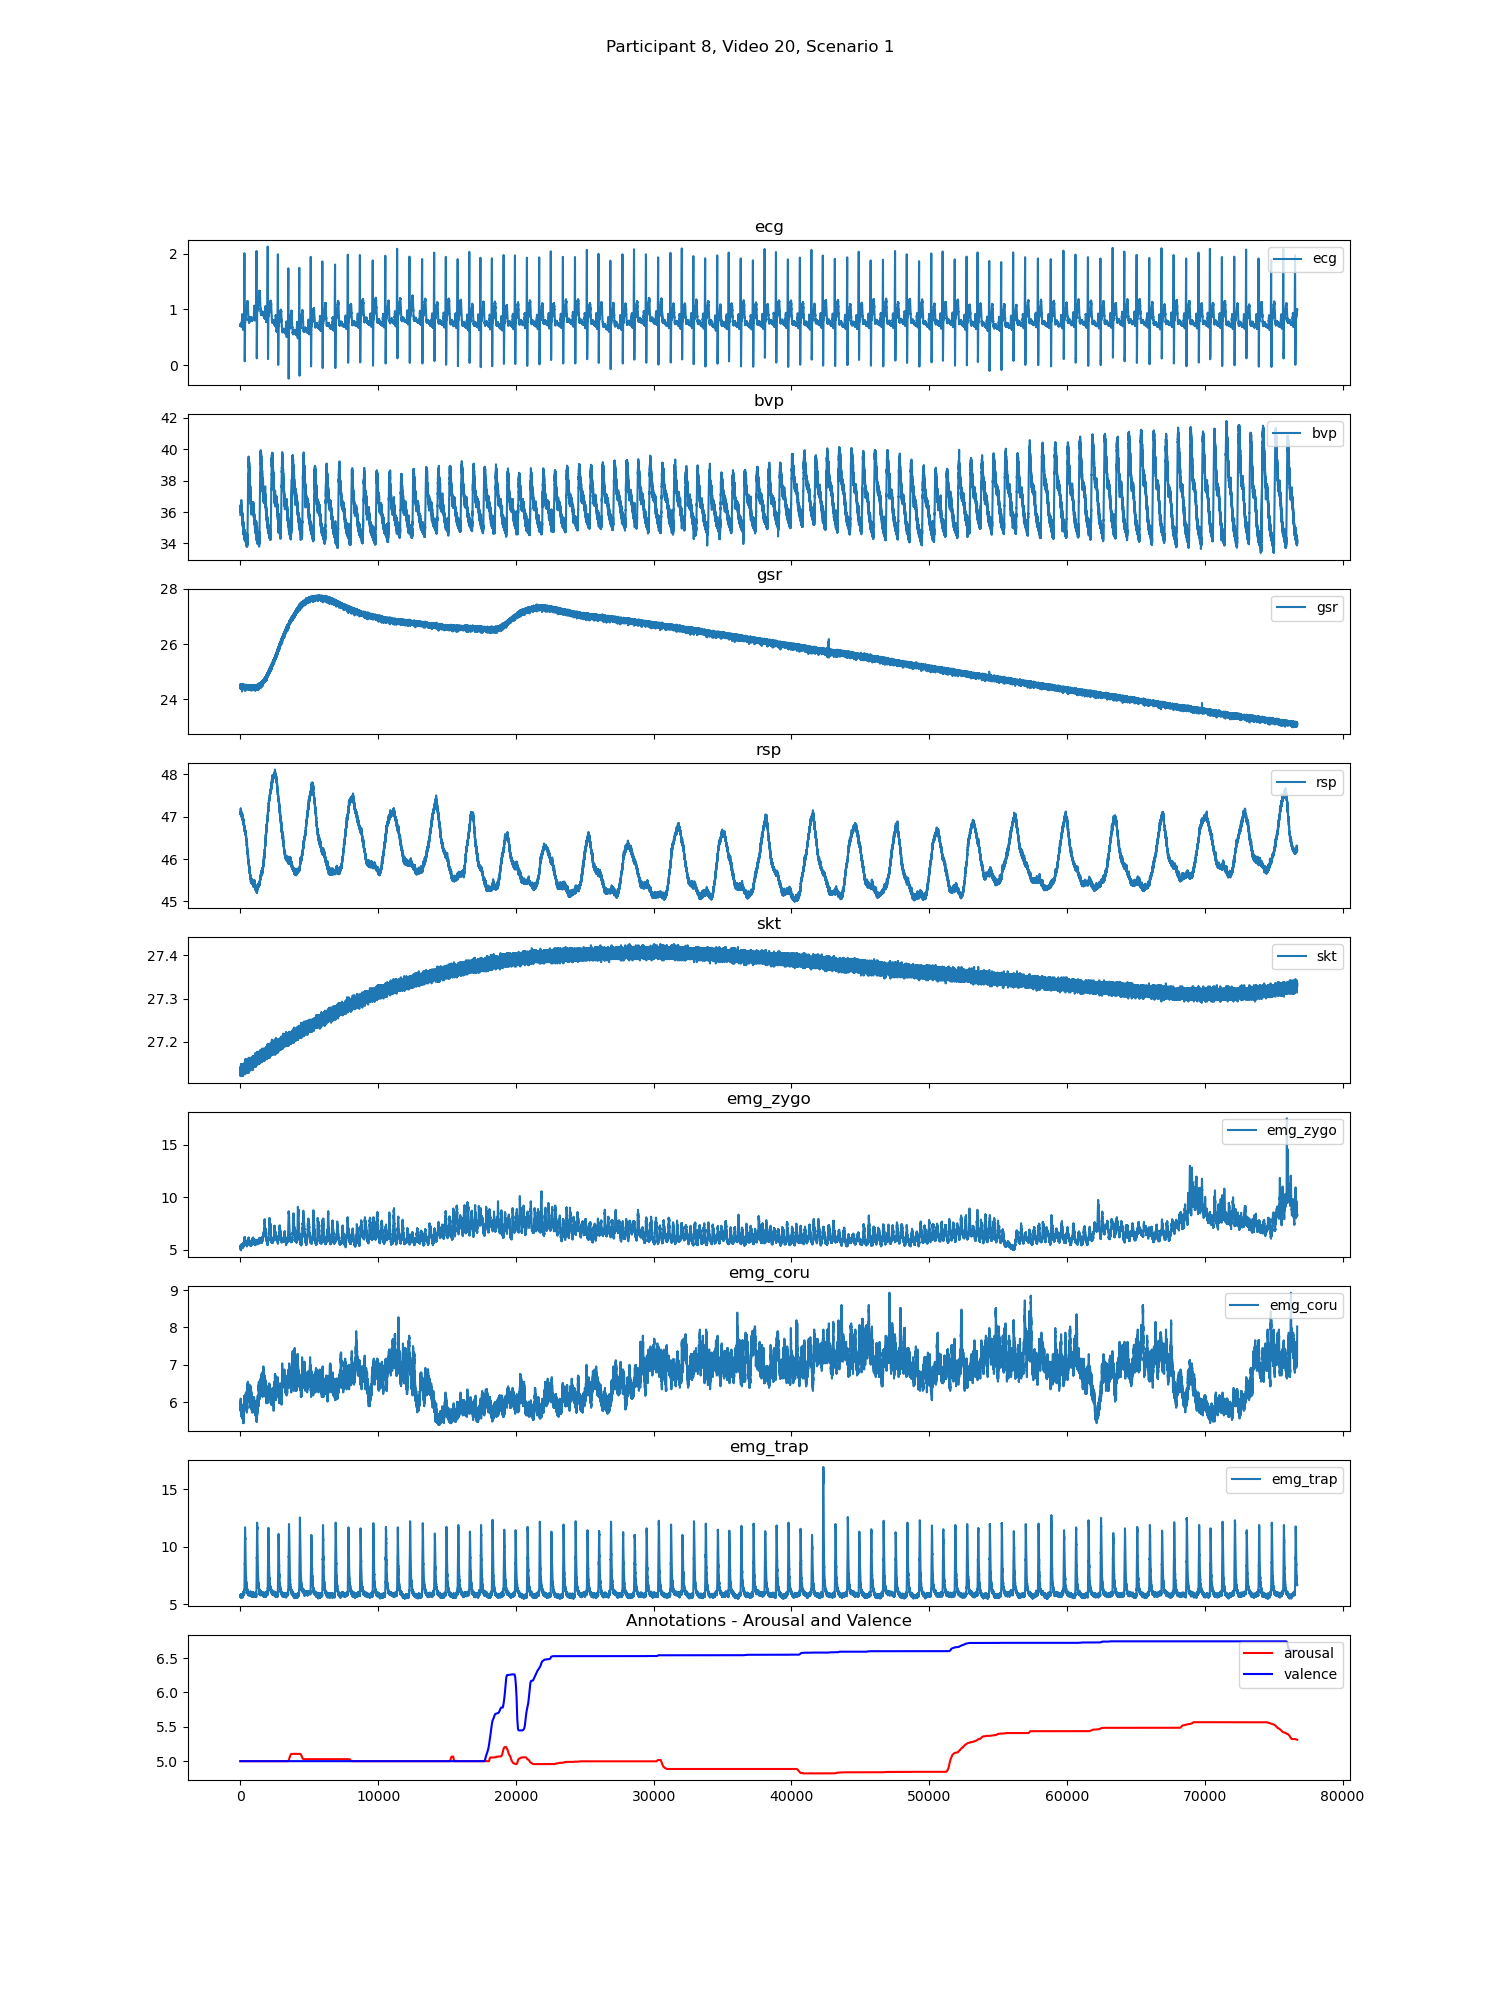 Participant 8, Video 20, Scenario 1
ecg
2
1
0
ecg
bvp
42
40
38
36
34
bvp
gsr
28
26
24
gsr
rsp
48
47
46
45
rsp
skt
27.4
27.3
27.2
skt
emg_zygo
15
10
5
emg_zygo
emg_coru
9
8
7
6
emg_coru
emg_trap
15
10
5
emg_trap
Annotations - Arousal and Valence
6.5
6.0
5.5
5.0
arousal
valence
0 10000 20000 30000 40000 50000 60000 70000 80000